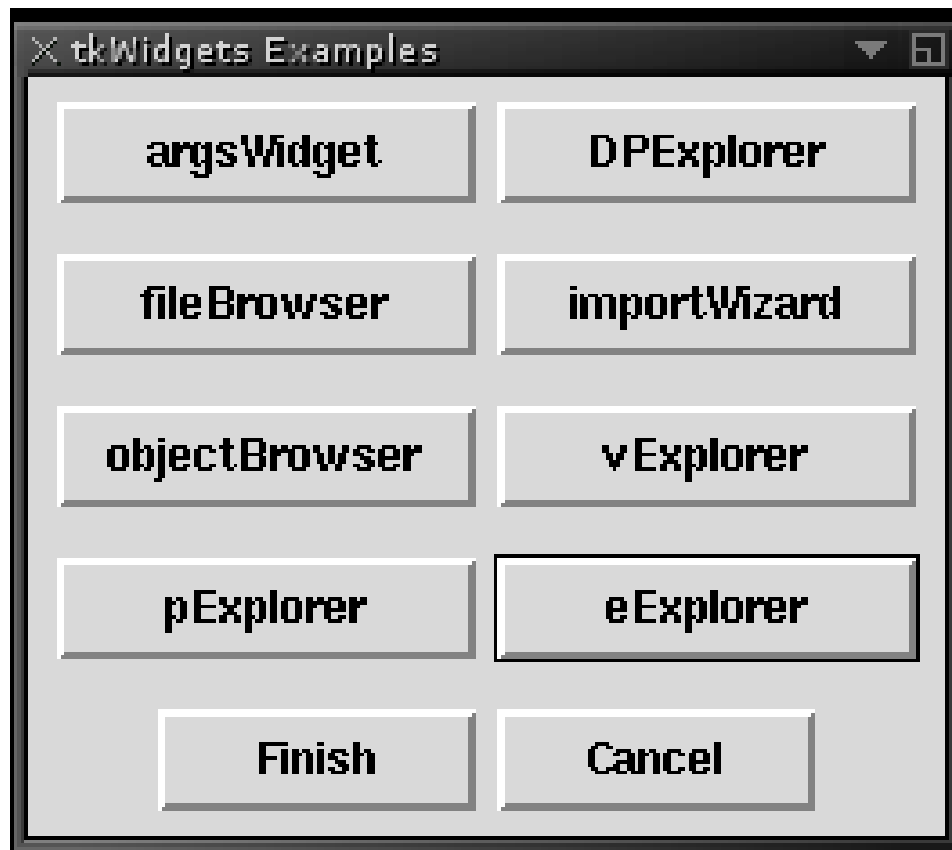 tkWidgets Examples
argsWidget DPExplorer
fileBrowser importWizard
objectBrowser vExplorer
pExplorer eExplorer
Finish Cancel